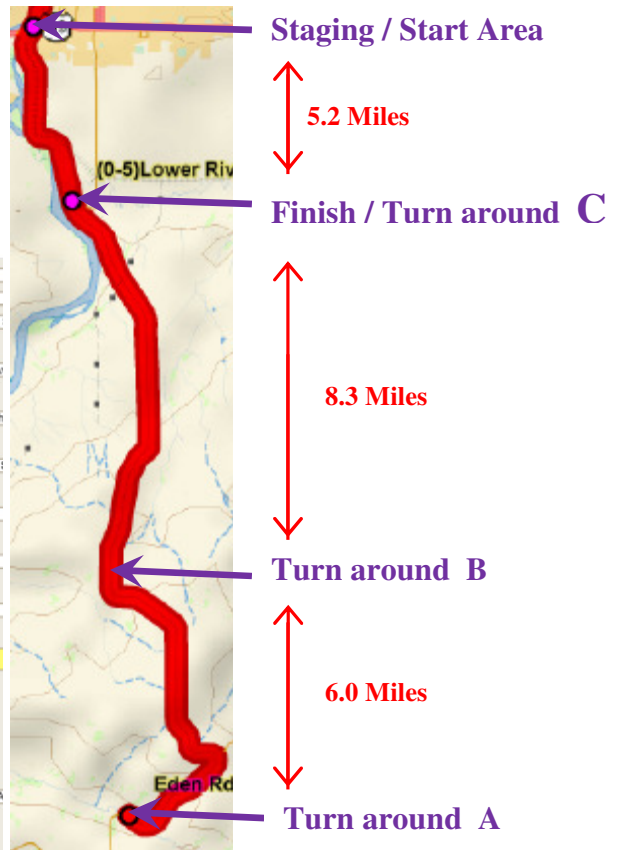 Staging / Start Area
5.2 Miles
(0-5)Lower Riv
Finish / Turn around C
8.3 Miles
Turn around B
6.0 Miles
Eden Rd
Turn around A